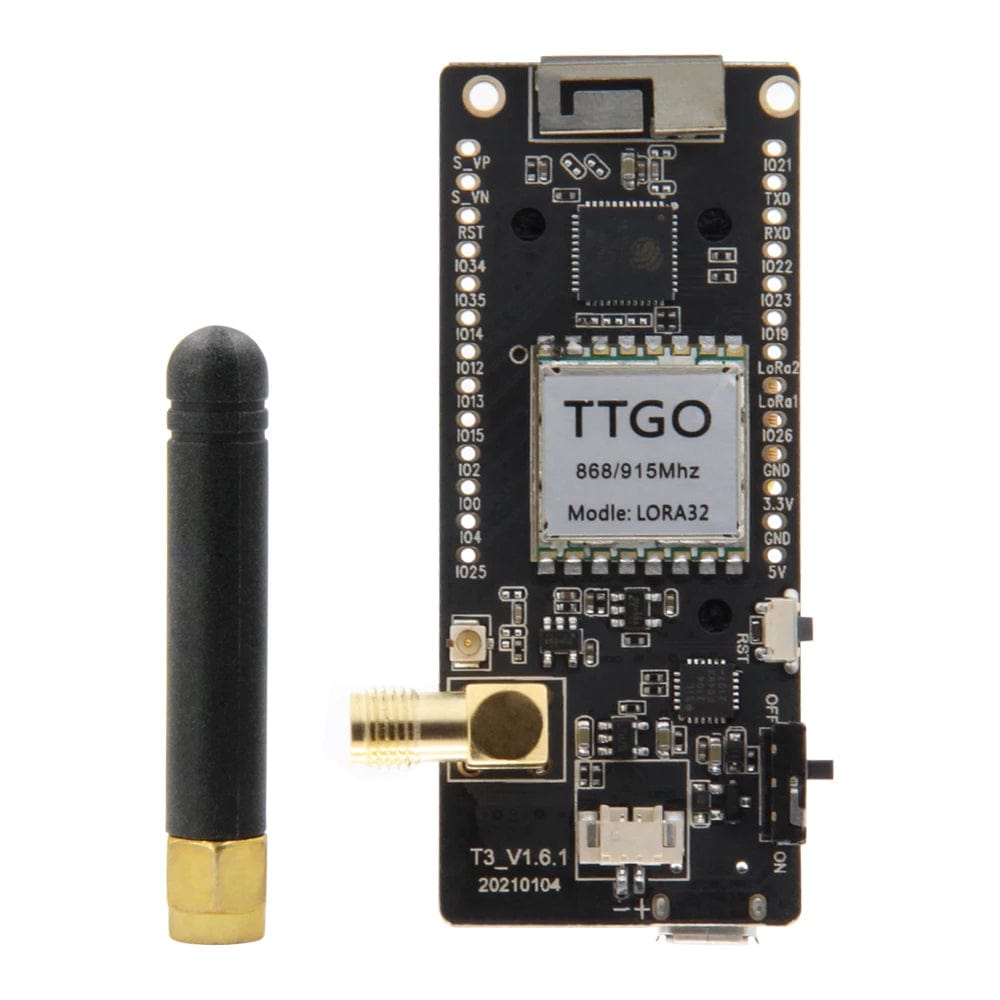 S_VP
S_VN
RST
IO34
IO35
IO14
IO12
IO13
IO15
IO2
IO0
IO4
IO25
IO21
TXD
RXD
IO22
IO23
IO19
LoRa2
LoRa1
IO26
GND
3.3V
GND
5V
TTGO
868/915Mhz
Modle: LORA32
RST
OFF
ON
T3_V1.6.1
20210104
- +